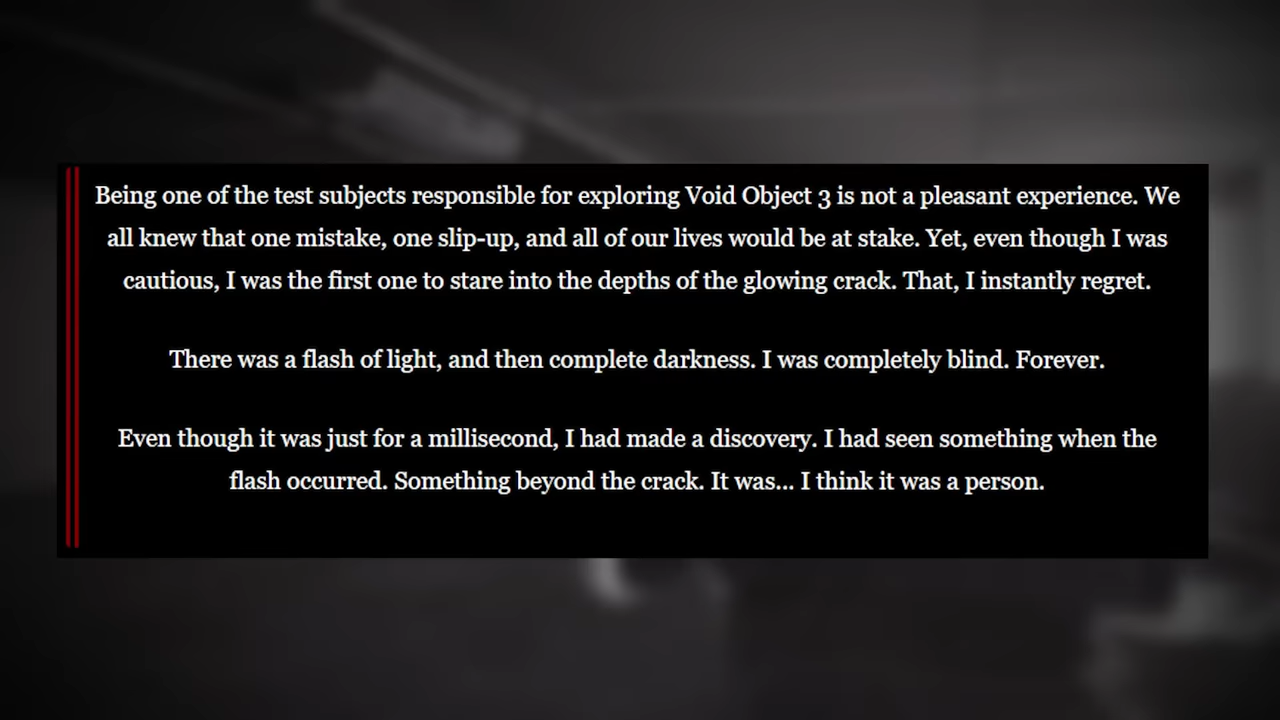 Being one of the test subjects responsible for exploring Void Object 3 is not a pleasant experience. We
all knew that one mistake, one slip-up, and all of our lives would be at stake. Yet, even though I was
cautious, I was the first one to stare into the depths of the glowing crack. That, I instantly regret.
There was a flash of light, and then complete darkness. I was completely blind. Forever.
Even though it was just for a millisecond, I had made a discovery. I had seen something when the
flash occurred. Something beyond the crack. It was... I think it was a person.